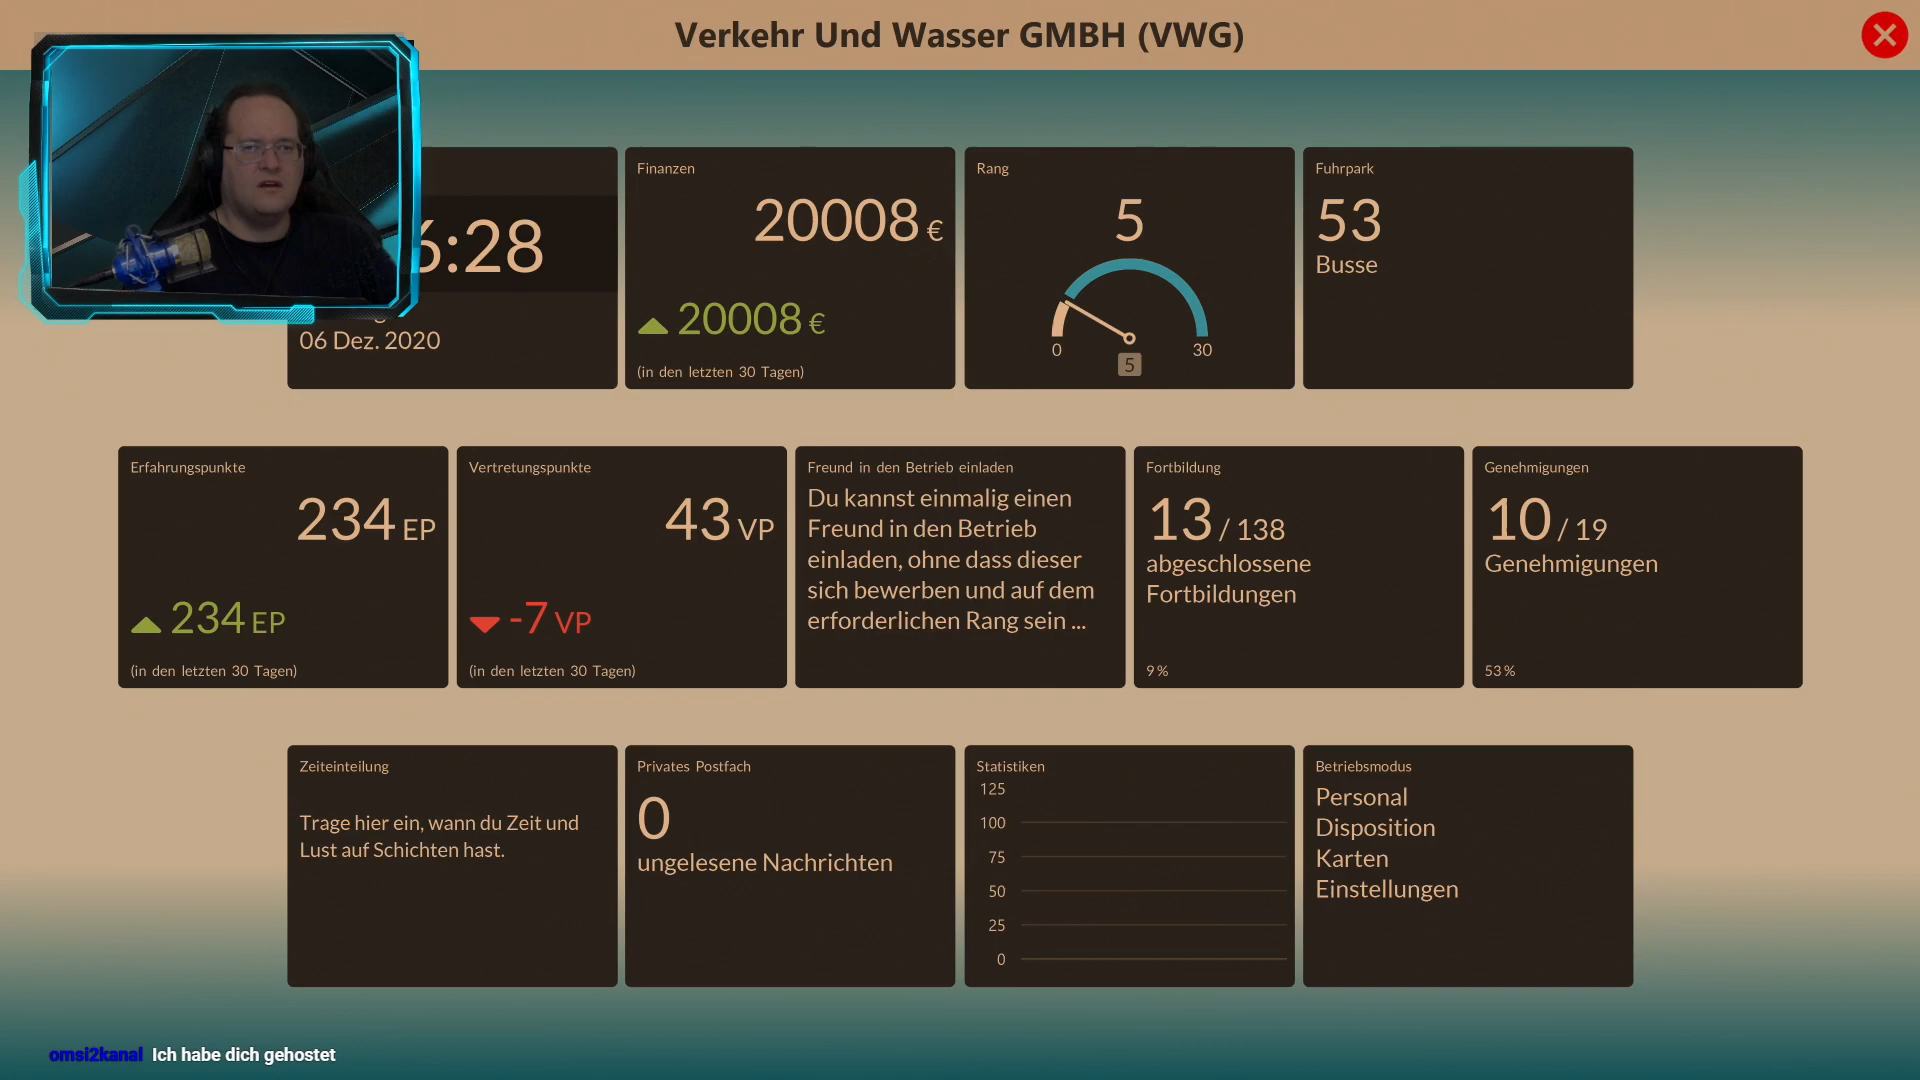 Verkehr Und Wasser GMBH (VWG)
6:28
06 Dez. 2020
Finanzen
20008 €
20008 €
(in den letzten 30 Tagen)
Rang
5
0
30
5
Fuhrpark
53
Busse
Erfahrungspunkte
234 EP
234 EP
(in den letzten 30 Tagen)
Vertretungspunkte
43 VP
-7 VP
(in den letzten 30 Tagen)
Freund in den Betrieb einladen
Du kannst einmalig einen
Freund in den Betrieb
einladen, ohne dass dieser
sich bewerben und auf dem
erforderlichen Rang sein ...
Fortbildung
13 / 138
abgeschlossene
Fortbildungen
9 %
Genehmigungen
10 / 19
Genehmigungen
53 %
Zeiteinteilung
Trage hier ein, wann du Zeit und
Lust auf Schichten hast.
Privates Postfach
0
ungelesene Nachrichten
Statistiken
125
100
75
50
25
0
Betriebsmodus
Personal
Disposition
Karten
Einstellungen
omsi2kanal Ich habe dich gehostet